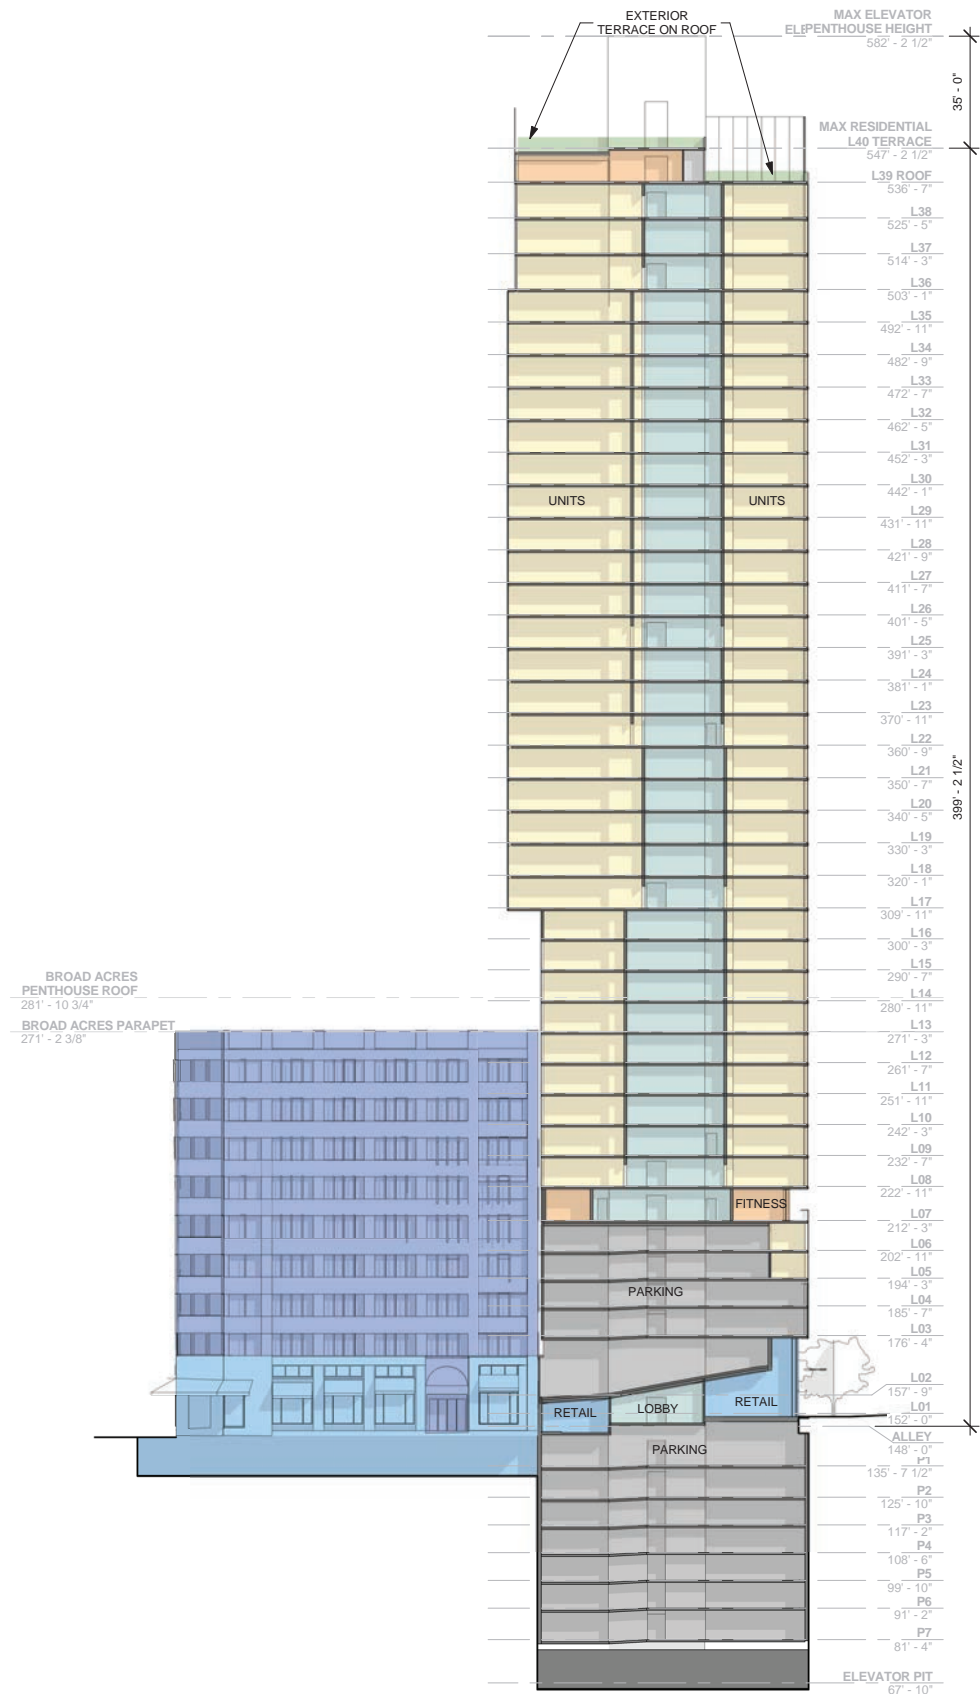 EXTERIOR
TERRACE ON ROOF
MAX ELEVATOR
PENTHOUSE HEIGHT
582' - 2 1/2"
35' - 0"
MAX RESIDENTIAL
L40 TERRACE
547' - 2 1/2"
L39 ROOF
536' - 7"
L38
525' - 5"
L37
514' - 3"
L36
503' - 1"
L35
492' - 11"
L34
482' - 9"
L33
472' - 7"
L32
462' - 5"
L31
452' - 3"
L30
442' - 1"
UNITS
UNITS
L29
431' - 11"
L28
421' - 9"
L27
411' - 7"
L26
401' - 5"
L25
391' - 3"
L24
381' - 1"
L23
370' - 11"
L22
360' - 9"
399' - 2 1/2"
L21
350' - 7"
L20
340' - 5"
L19
330' - 3"
L18
320' - 1"
L17
309' - 11"
L16
300' - 3"
L15
290' - 7"
BROAD ACRES
PENTHOUSE ROOF
281' - 10 3/4"
L14
280' - 11"
BROAD ACRES PARAPET
271' - 2 3/8"
L13
271' - 3"
L12
261' - 7"
L11
251' - 11"
L10
242' - 3"
L09
232' - 7"
L08
222' - 11"
FITNESS
L07
212' - 3"
L06
202' - 11"
L05
194' - 3"
PARKING
L04
185' - 7"
L03
176' - 4"
L02
157' - 9"
RETAIL
LOBBY
RETAIL
L01
152' - 0"
ALLEY
148' - 0"
PARKING
P1
135' - 7 1/2"
P2
125' - 10"
P3
117' - 2"
P4
108' - 6"
P5
99' - 10"
P6
91' - 2"
P7
81' - 4"
ELEVATOR PIT
67' - 10"